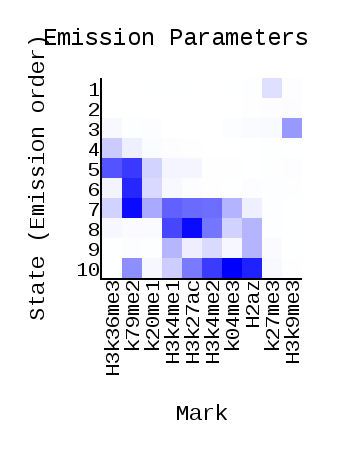 Emission Parameters
State (Emission order)
1
2
3
4
5
6
7
8
9
10
H3k36me3
k79me2
k20me1
H3k4me1
H3k27ac
H3k4me2
k04me3
H2az
k27me3
H3k9me3
Mark